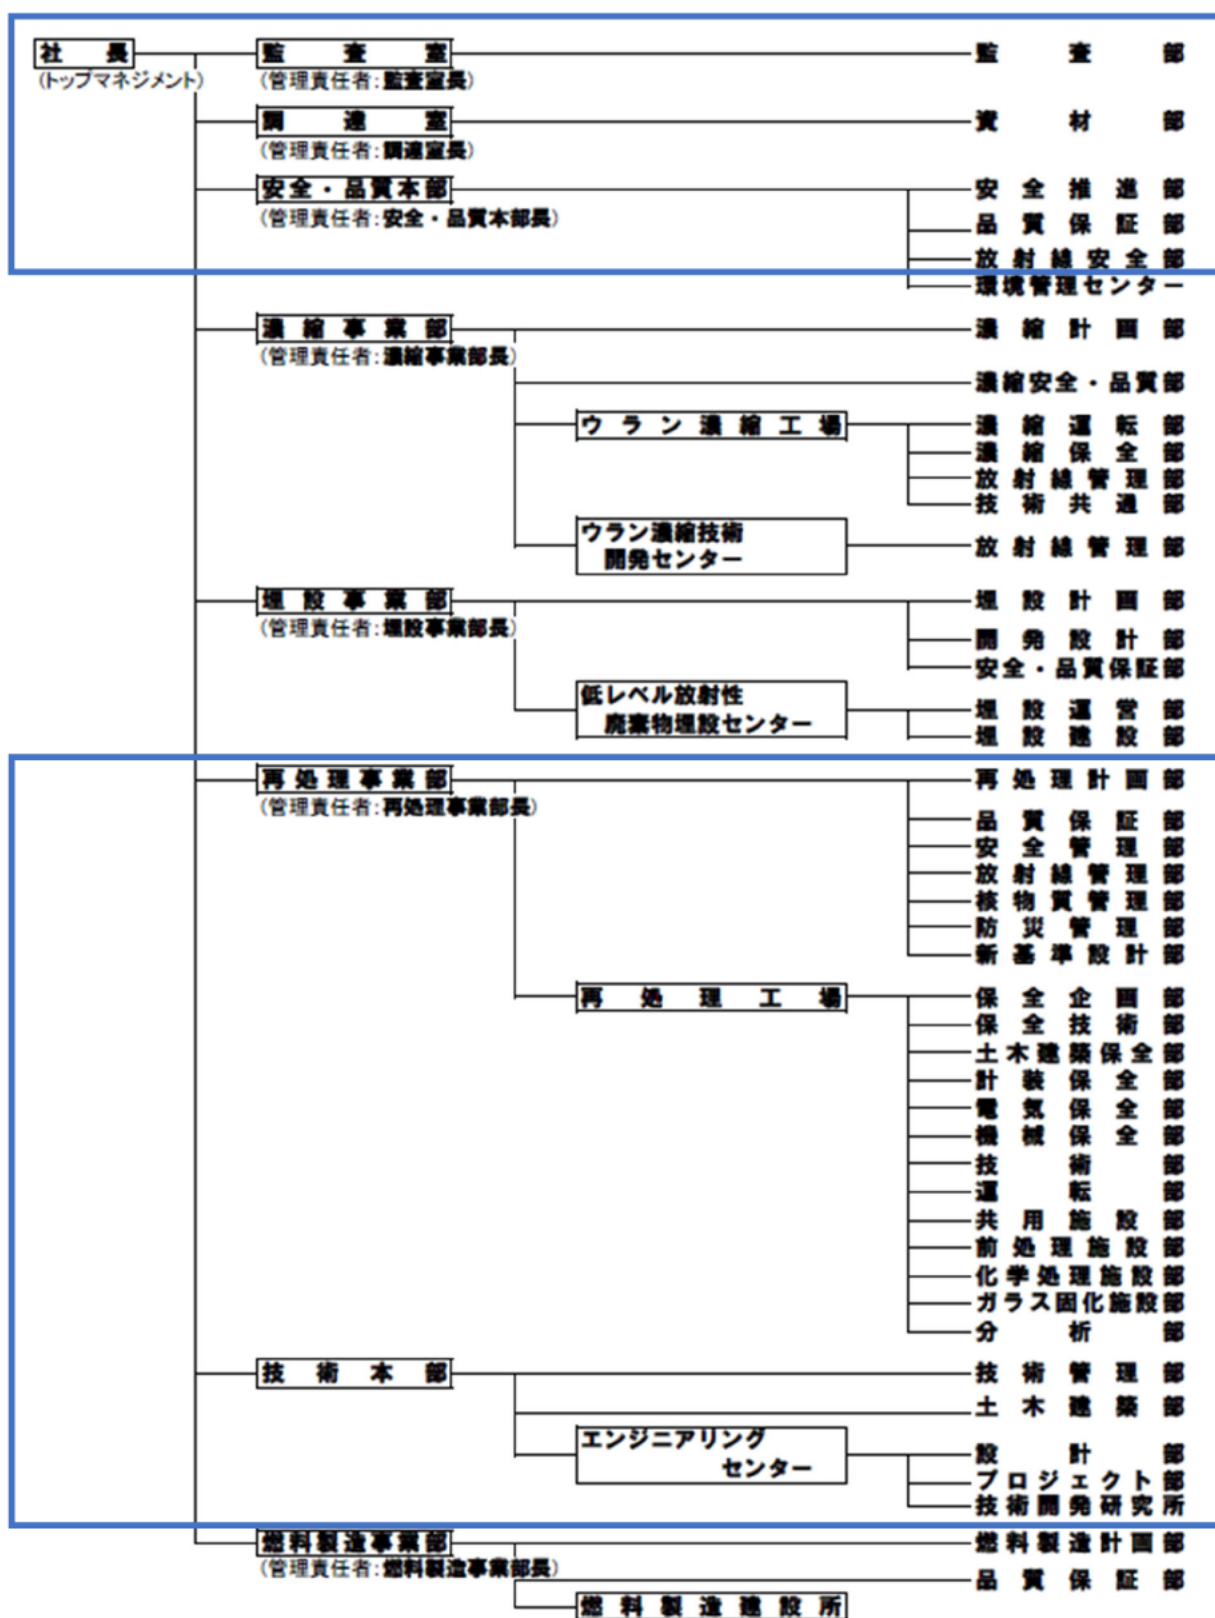 社長 監査室 監査部
(トップマネジメント) (管理責任者:監査室長)
調達室 資材部
(管理責任者:調達室長)
安全・品質本部 安全推進部
(管理責任者:安全・品質本部長) 品質保証部
放射線安全部
環境管理センター
濃縮事業部 濃縮計画部
(管理責任者:濃縮事業部長)
濃縮安全・品質部
ウラン濃縮工場 濃縮運転部
濃縮保全部
放射線管理部
技術共通部
ウラン濃縮技術
開発センター 放射線管理部
埋設事業部 埋設計画部
(管理責任者:埋設事業部長) 開発設計部
安全・品質保証部
低レベル放射性
廃棄物埋設センター 埋設運営部
埋設建設部
再処理事業部 再処理計画部
(管理責任者:再処理事業部長) 品質保証部
安全管理部
放射線管理部
核物質管理部
防災管理部
新基準設計部
再処理工場 保全企画部
保全技術部
土木建築保全部
計装保全部
電気保全部
機械保全部
技術部
運転部
共用施設部
前処理施設部
化学処理施設部
ガラス固化施設部
分析部
技術本部 技術管理部
土木建築部
エンジニアリング
センター 設計部
プロジェクト部
技術開発研究所
燃料製造事業部 燃料製造計画部
(管理責任者:燃料製造事業部長) 品質保証部
燃料製造建設所